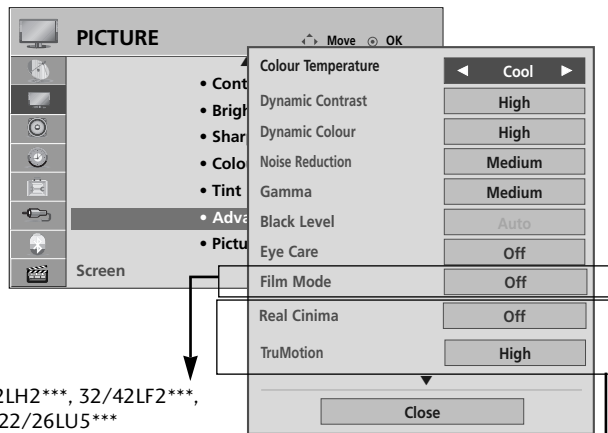 PICTURE
Move
OK
• Cont
• Brigh
• Shar
• Colo
• Tint
• Adva
• Pictu
Screen
Colour Temperature
◀ Cool ▶
Dynamic Contrast
High
Dynamic Colour
High
Noise Reduction
Medium
Gamma
Medium
Black Level
Auto
Eye Care
Off
Film Mode
Off
Real Cinima
Off
TruMotion
High
Close
2LH2***, 32/42LF2***,
22/26LU5***